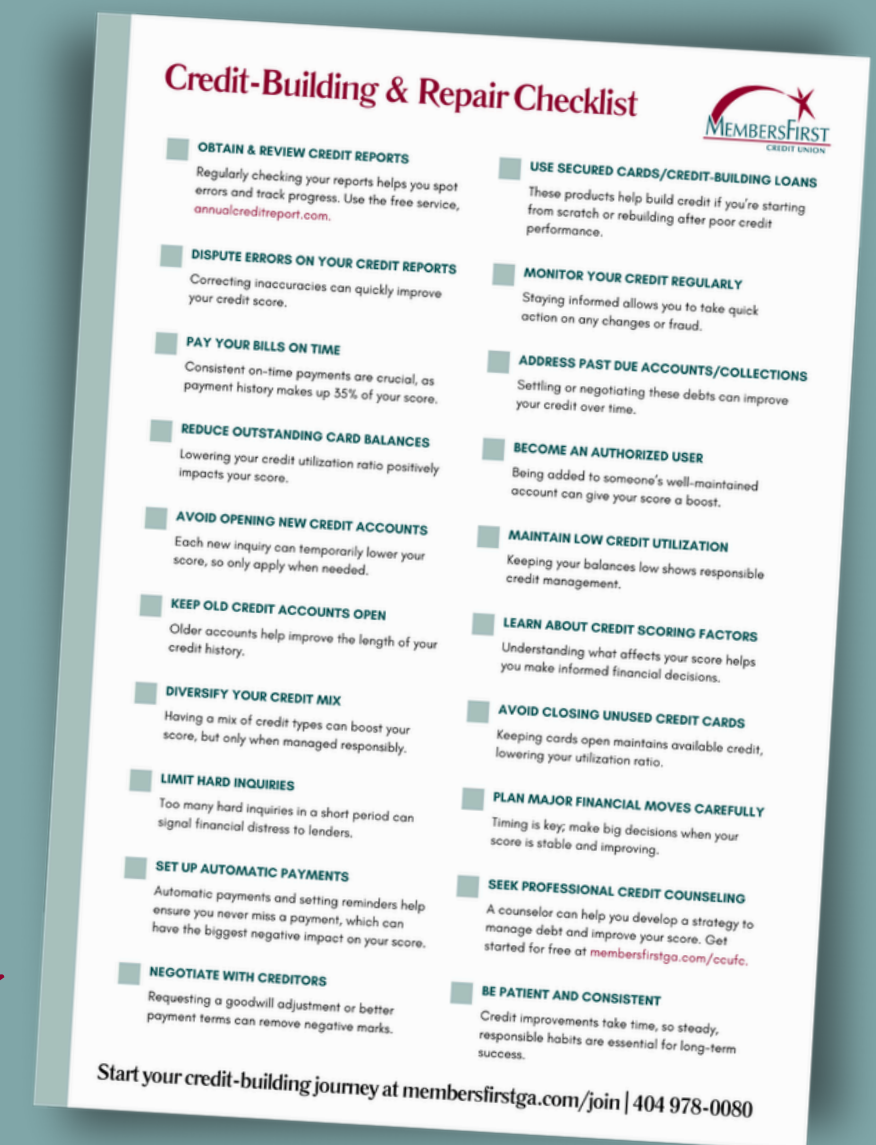 Credit-Building & Repair Checklist
MEMBERSFIRST
CREDIT UNION
OBTAIN & REVIEW CREDIT REPORTS
Regularly checking your reports helps you spot
errors and track progress. Use the free service,
annualcreditreport.com.
DISPUTE ERRORS ON YOUR CREDIT REPORTS
Correcting inaccuracies can quickly improve
your credit score.
PAY YOUR BILLS ON TIME
Consistent on-time payments are crucial, as
payment history makes up 35% of your score.
REDUCE OUTSTANDING CARD BALANCES
Lowering your credit utilization ratio positively
impacts your score.
AVOID OPENING NEW CREDIT ACCOUNTS
Each new inquiry can temporarily lower your
score, so only apply when needed.
KEEP OLD CREDIT ACCOUNTS OPEN
Older accounts help improve the length of your
credit history.
DIVERSIFY YOUR CREDIT MIX
Having a mix of credit types can boost your
score, but only when managed responsibly.
LIMIT HARD INQUIRIES
Too many hard inquiries in a short period can
signal financial distress to lenders.
SET UP AUTOMATIC PAYMENTS
Automatic payments and setting reminders help
ensure you never miss a payment, which can
have the biggest negative impact on your score.
NEGOTIATE WITH CREDITORS
Requesting a goodwill adjustment or better
payment terms can remove negative marks.
USE SECURED CARDS/CREDIT-BUILDING LOANS
These products help build credit if you're starting
from scratch or rebuilding after poor credit
performance.
MONITOR YOUR CREDIT REGULARLY
Staying informed allows you to take quick
action on any changes or fraud.
ADDRESS PAST DUE ACCOUNTS/COLLECTIONS
Settling or negotiating these debts can improve
your credit over time.
BECOME AN AUTHORIZED USER
Being added to someone's well-maintained
account can give your score a boost.
MAINTAIN LOW CREDIT UTILIZATION
Keeping your balances low shows responsible
credit management.
LEARN ABOUT CREDIT SCORING FACTORS
Understanding what affects your score helps
you make informed financial decisions.
AVOID CLOSING UNUSED CREDIT CARDS
Keeping cards open maintains available credit,
lowering your utilization ratio.
PLAN MAJOR FINANCIAL MOVES CAREFULLY
Timing is key; make big decisions when your
score is stable and improving.
SEEK PROFESSIONAL CREDIT COUNSELING
A counselor can help you develop a strategy to
manage debt and improve your score. Get
started for free at membersfirstga.com/ccufc.
BE PATIENT AND CONSISTENT
Credit improvements take time, so steady,
responsible habits are essential for long-term
success.
Start your credit-building journey at membersfirstga.com/join | 404 978-0080